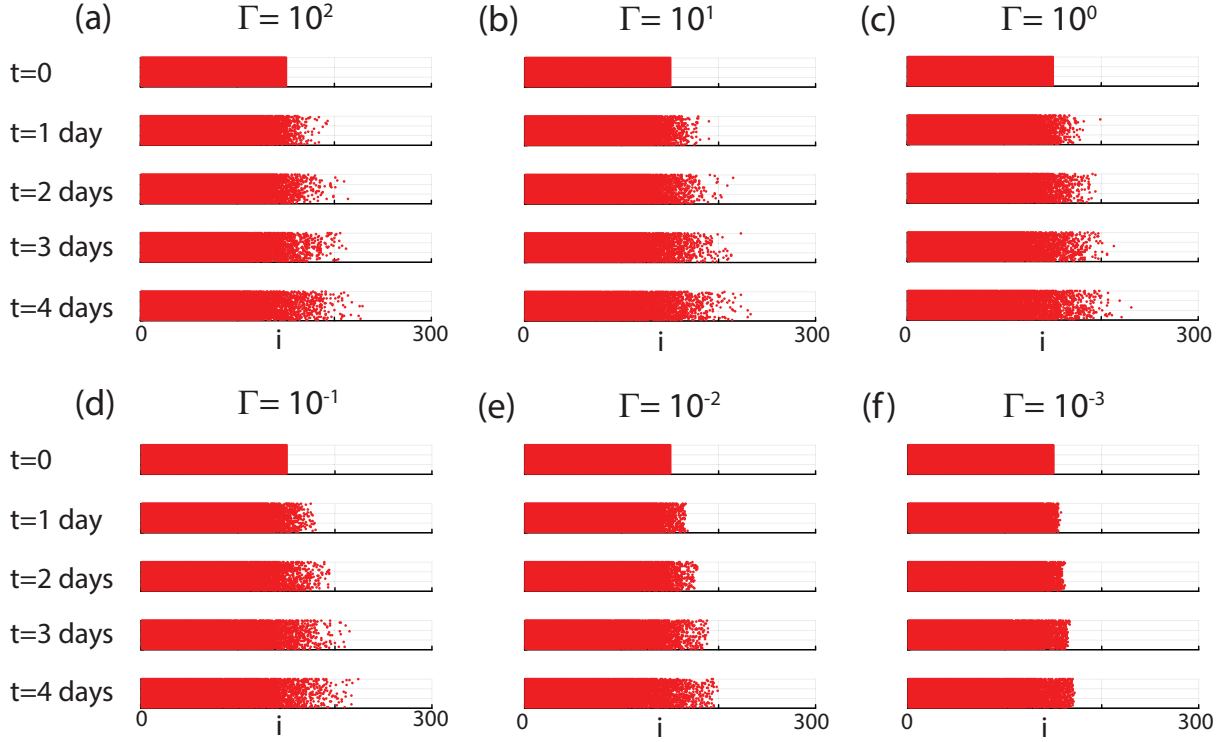 (a) Γ= 10²
(b) Γ= 10¹
(c) Γ= 10⁰
t=0
t=1 day
t=2 days
t=3 days
t=4 days
0 i 300
0 i 300
0 i 300
(d) Γ= 10⁻¹
(e) Γ= 10⁻²
(f) Γ= 10⁻³
t=0
t=1 day
t=2 days
t=3 days
t=4 days
0 i 300
0 i 300
0 i 300